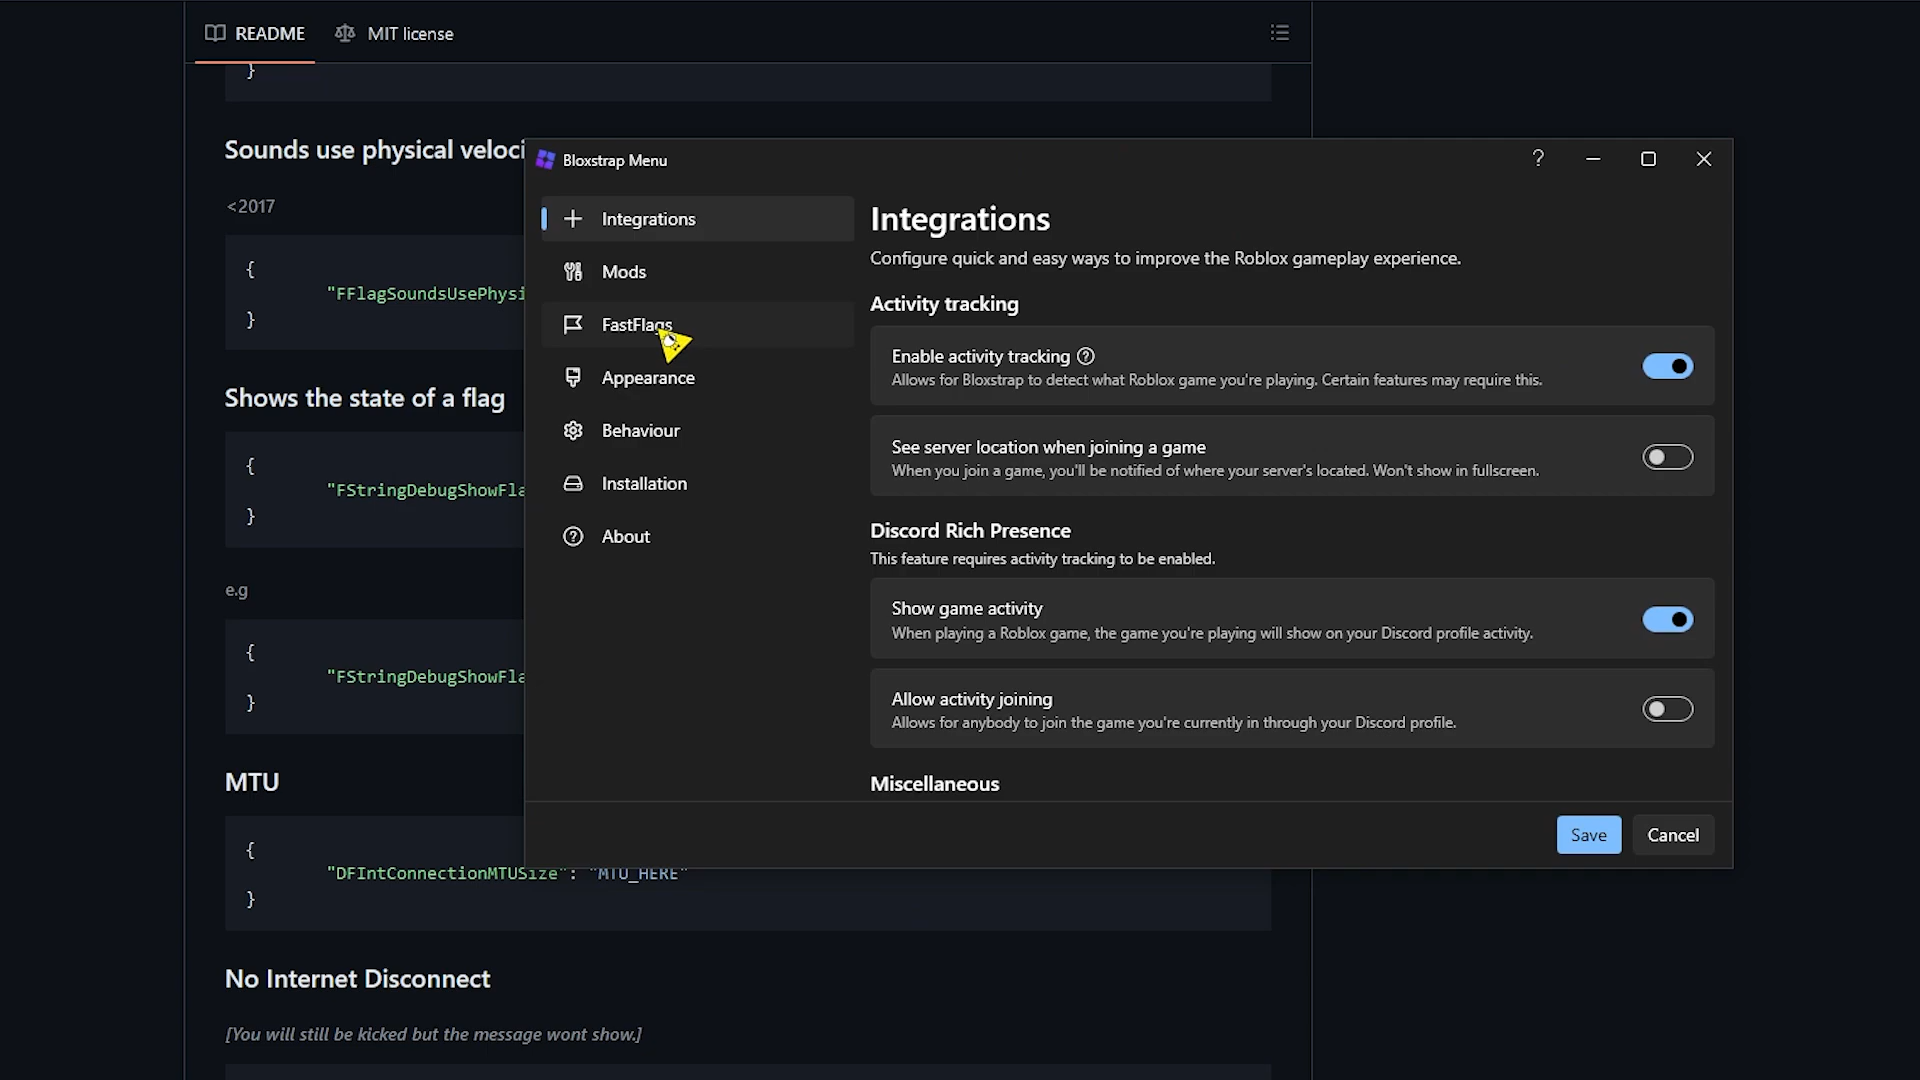 README
MIT license
}
Sounds use physical veloci
<2017
{
"FFlagSoundsUsePhysi
}
Shows the state of a flag
{
"FStringDebugShowFla
}
e.g
{
"FStringDebugShowFla
}
MTU
{
"DFIntConnectionMTUSize": "MTU_HERE"
}
No Internet Disconnect
[You will still be kicked but the message wont show.]
Bloxstrap Menu
Integrations
Mods
FastFlags
Appearance
Behaviour
Installation
About
Integrations
Configure quick and easy ways to improve the Roblox gameplay experience.
Activity tracking
Enable activity tracking
Allows for Bloxstrap to detect what Roblox game you're playing. Certain features may require this.
See server location when joining a game
When you join a game, you'll be notified of where your server's located. Won't show in fullscreen.
Discord Rich Presence
This feature requires activity tracking to be enabled.
Show game activity
When playing a Roblox game, the game you're playing will show on your Discord profile activity.
Allow activity joining
Allows for anybody to join the game you're currently in through your Discord profile.
Miscellaneous
Save
Cancel